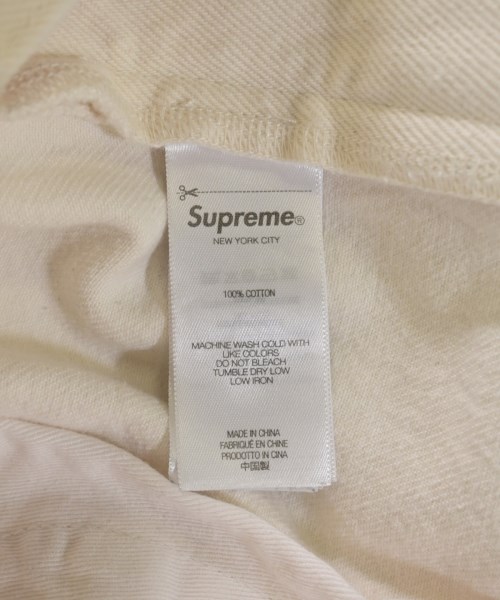 Supreme®
NEW YORK CITY
100% COTTON
MACHINE WASH COLD WITH
LIKE COLORS
DO NOT BLEACH
TUMBLE DRY LOW
LOW IRON
MADE IN CHINA
FABRIQUÉ EN CHINE
PRODOTTO IN CINA
中国製